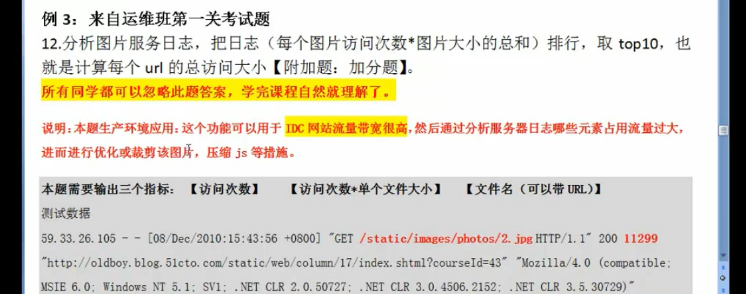 例 3：来自运维班第一关考试题
12.分析图片服务日志，把日志（每个图片访问次数*图片大小的总和）排行，取 top10，也
就是计算每个 url 的总访问大小【附加题：加分题】。
所有同学都可以忽略此题答案，学完课程自然就理解了。
说明：本题生产环境应用：这个功能可以用于 IDC 网站流量带宽很高，然后通过分析服务器日志哪些元素占用流量过大，
进而进行优化或裁剪该图片，压缩 js 等措施。
本题需要输出三个指标： 【访问次数】 【访问次数*单个文件大小】 【文件名（可以带 URL）】
测试数据
59.33.26.105 - - [08/Dec/2010:15:43:56 +0800] "GET /static/images/photos/2.jpg HTTP/1.1" 200 11299
"http://oldboy.blog.51cto.com/static/web/column/17/index.shtml?courseId=43" "Mozilla/4.0 (compatible;
MSIE 6.0; Windows NT 5.1; SV1; .NET CLR 2.0.50727; .NET CLR 3.0.4506.2152; .NET CLR 3.5.30729)"